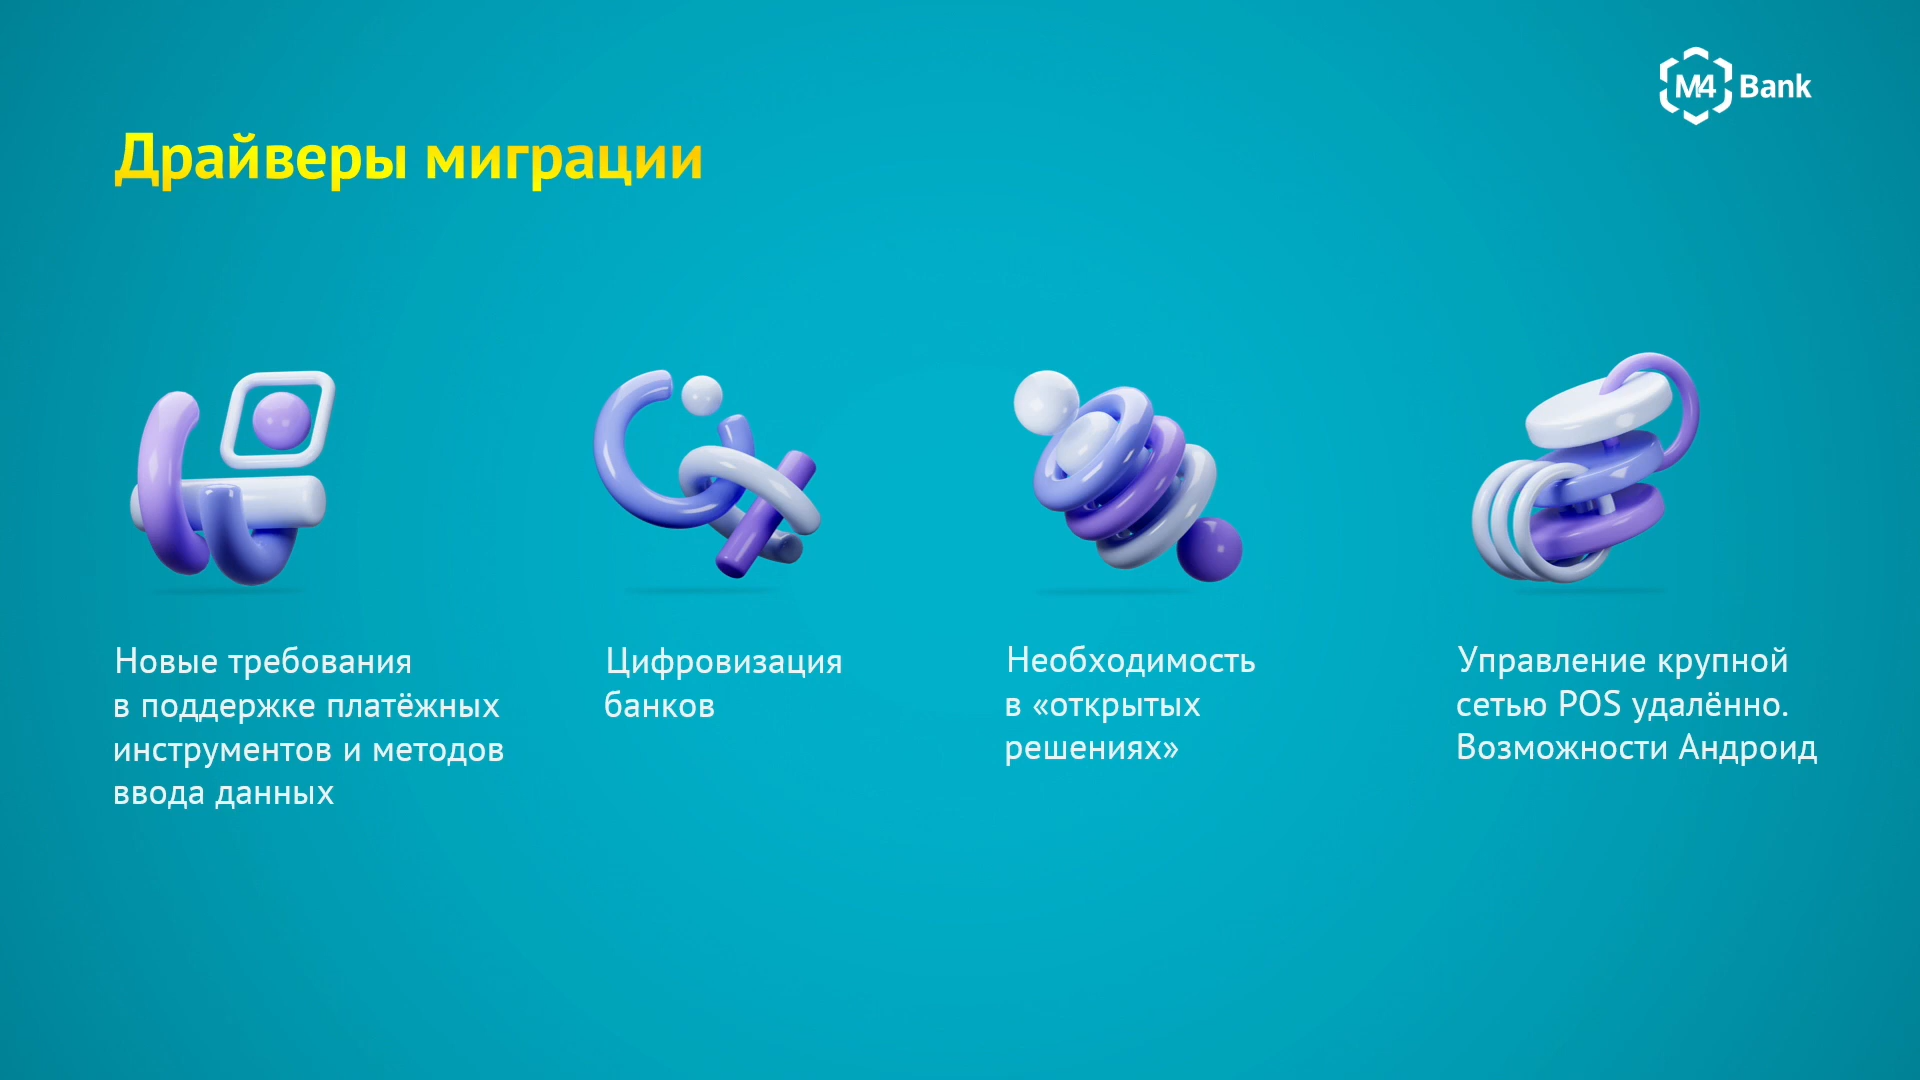 M4 Bank
Драйверы миграции
Новые требования
в поддержке платёжных
инструментов и методов
ввода данных
Цифровизация
банков
Необходимость
в «открытых
решениях»
Управление крупной
сетью POS удалённо.
Возможности Андроид